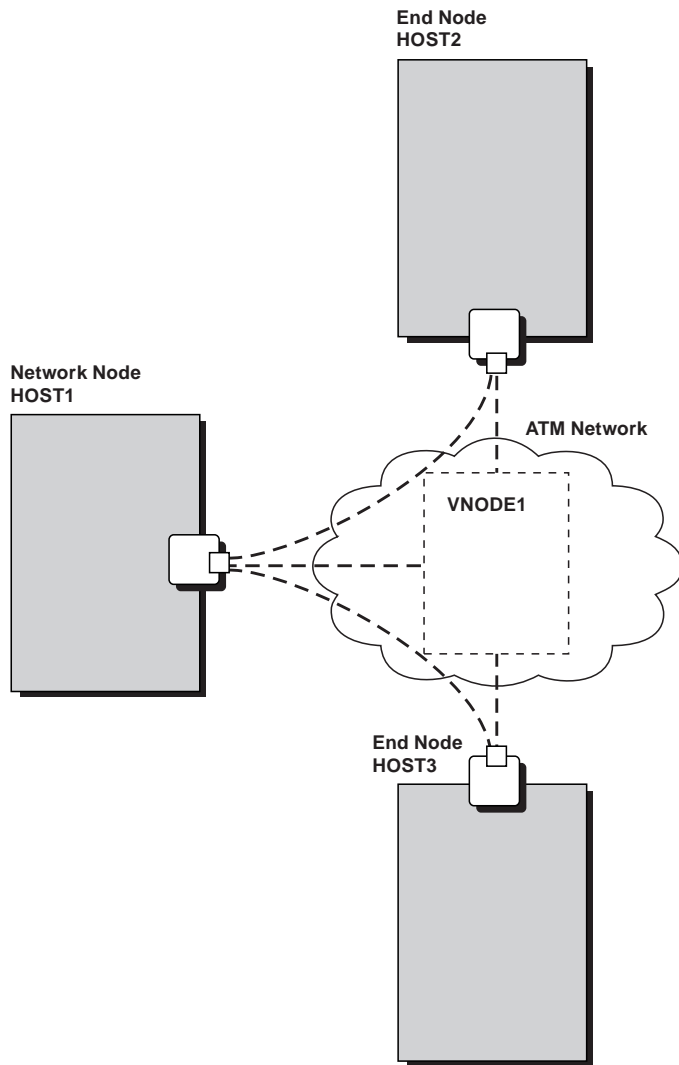 End Node
HOST2
Network Node
HOST1
ATM Network
VNODE1
End Node
HOST3